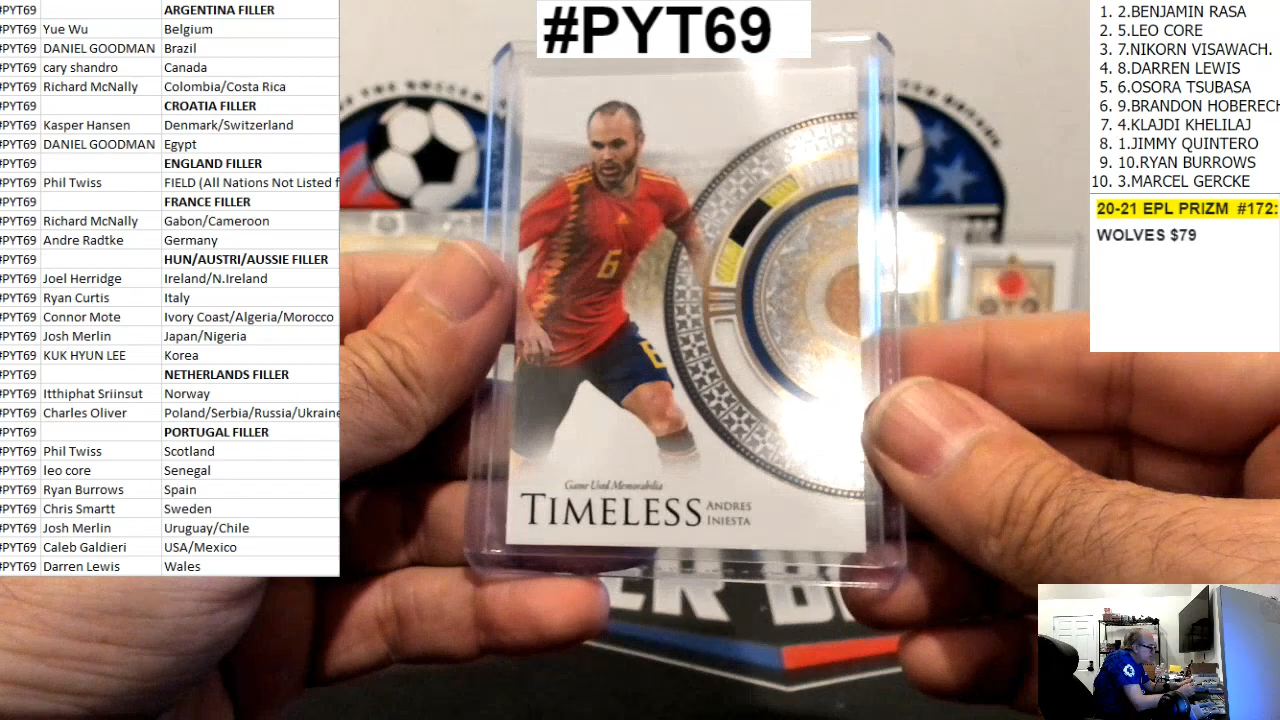 #PYT69 ARGENTINA FILLER
#PYT69 Yue Wu Belgium
#PYT69 DANIEL GOODMAN Brazil
#PYT69 cary shandro Canada
#PYT69 Richard McNally Colombia/Costa Rica
#PYT69 CROATIA FILLER
#PYT69 Kasper Hansen Denmark/Switzerland
#PYT69 DANIEL GOODMAN Egypt
#PYT69 ENGLAND FILLER
#PYT69 Phil Twiss FIELD (All Nations Not Listed f
#PYT69 FRANCE FILLER
#PYT69 Richard McNally Gabon/Cameroon
#PYT69 Andre Radtke Germany
#PYT69 HUN/AUSTRI/AUSSIE FILLER
#PYT69 Joel Herridge Ireland/N.Ireland
#PYT69 Ryan Curtis Italy
#PYT69 Connor Mote Ivory Coast/Algeria/Morocco
#PYT69 Josh Merlin Japan/Nigeria
#PYT69 KUK HYUN LEE Korea
#PYT69 NETHERLANDS FILLER
#PYT69 Itthiphat Sriinsut Norway
#PYT69 Charles Oliver Poland/Serbia/Russia/Ukraine
#PYT69 PORTUGAL FILLER
#PYT69 Phil Twiss Scotland
#PYT69 leo core Senegal
#PYT69 Ryan Burrows Spain
#PYT69 Chris Smartt Sweden
#PYT69 Josh Merlin Uruguay/Chile
#PYT69 Caleb Galdieri USA/Mexico
#PYT69 Darren Lewis Wales
#PYT69
6
6
Game Used Memorabilia
TIMELESS ANDRES
INIESTA
ER B
1. 2.BENJAMIN RASA
2. 5.LEO CORE
3. 7.NIKORN VISAWACH.
4. 8.DARREN LEWIS
5. 6.OSORA TSUBASA
6. 9.BRANDON HOBERECH
7. 4.KLAJDI KHELILAJ
8. 1.JIMMY QUINTERO
9. 10.RYAN BURROWS
10. 3.MARCEL GERCKE
20-21 EPL PRIZM #172:
WOLVES $79